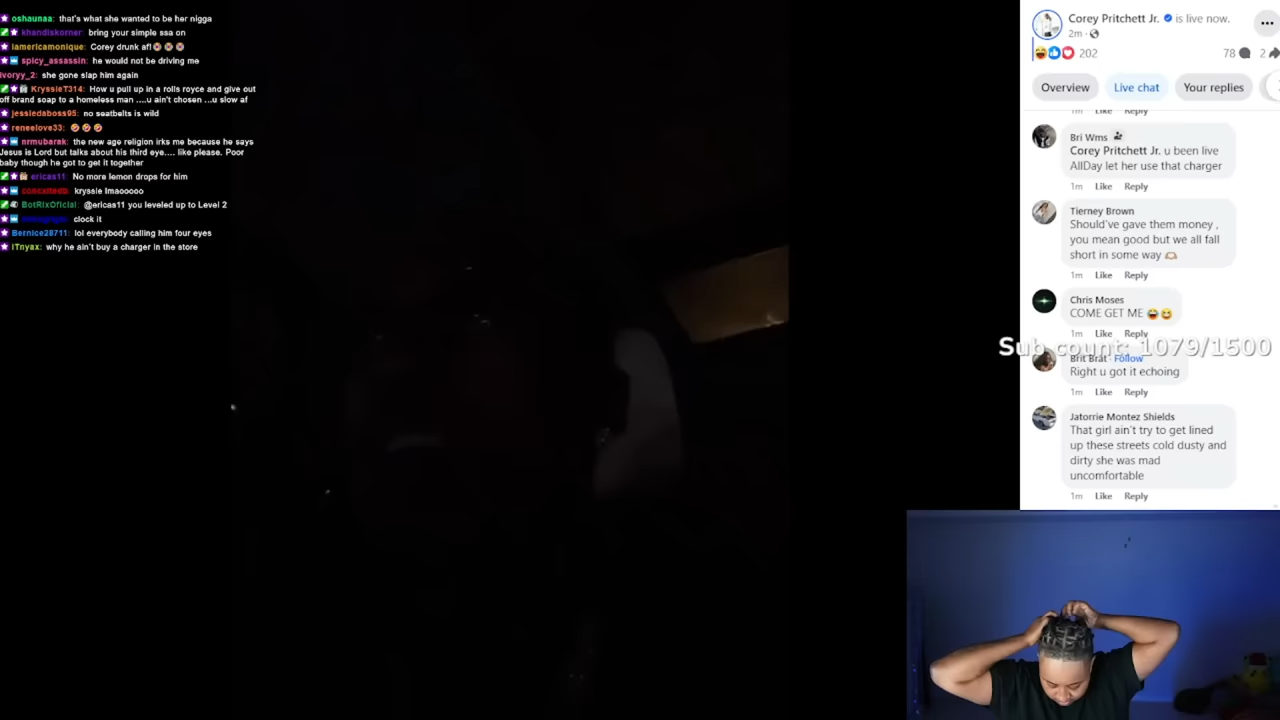 oshaunaa: that's what she wanted to be her nigga
khandiskorner: bring your simple ssa on
iamericamonique: Corey drunk afl
spicy_assassin: he would not be driving me
ivoryy_2: she gone slap him again
KryssieT314: How u pull up in a rolls royce and give out
off brand soap to a homeless man ....u ain't chosen ...u slow af
jessiedaboss95: no seatbelts is wild
reneelove33: 🤣 🤣 🤣
nrmubarak: the new age religion irks me because he says
Jesus is Lord but talks about his third eye.... like please. Poor
baby though he got to get it together
ericas11: No more lemon drops for him
kryssie lmaooooo
BotRixOficial: @ericas11 you leveled up to Level 2
clock it
Bernice28711: lol everybody calling him four eyes
ITnyax: why he ain't buy a charger in the store
Corey Pritchett Jr. is live now.
2m
202
78
2
Overview
Live chat
Your replies
1m Like Reply
Bri Wms
Corey Pritchett Jr. u been live
AllDay let her use that charger
1m Like Reply
Tierney Brown
Should've gave them money ,
you mean good but we all fall
short in some way 🫶🏼
1m Like Reply
Chris Moses
COME GET ME 😂😂
1m Like Reply
Sub count: 1079/1500
Brit Brat · Follow
Right u got it echoing
1m Like Reply
Jatorrie Montez Shields
That girl ain't try to get lined
up these streets cold dusty and
dirty she was mad
uncomfortable
1m Like Reply